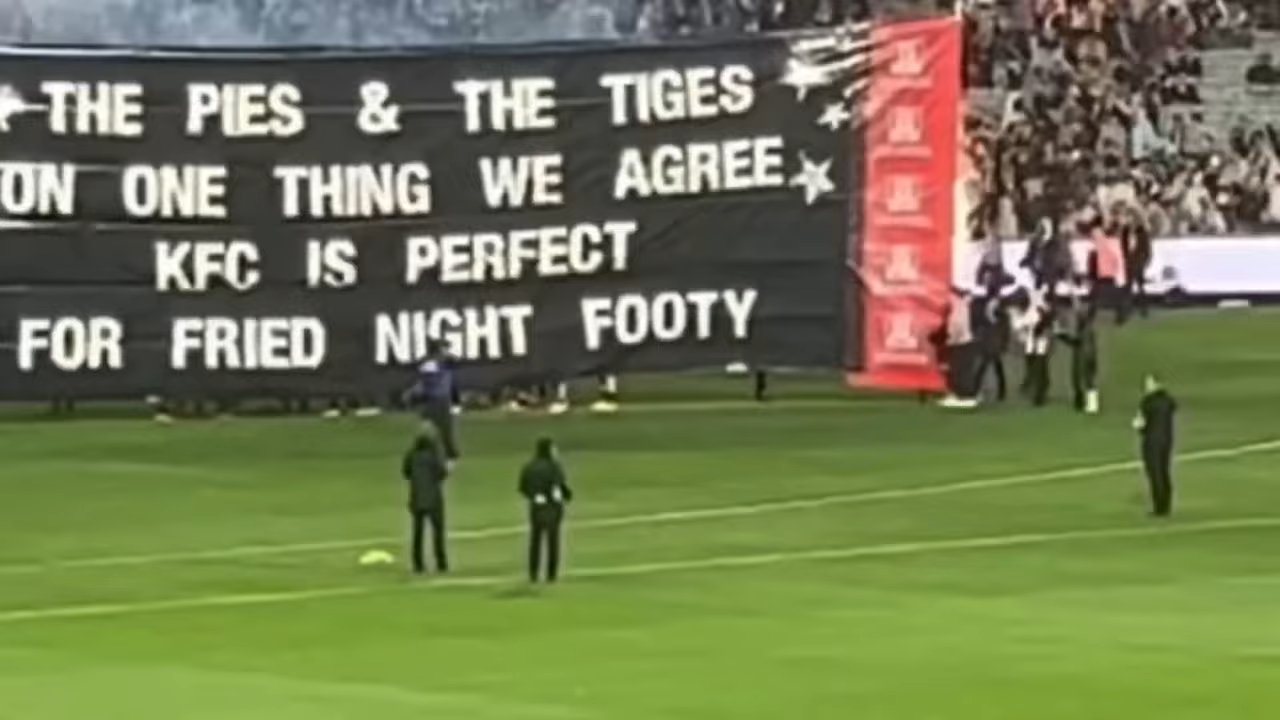 THE PIES & THE TIGES
ON ONE THING WE AGREE
KFC IS PERFECT
FOR FRIED NIGHT FOOTY